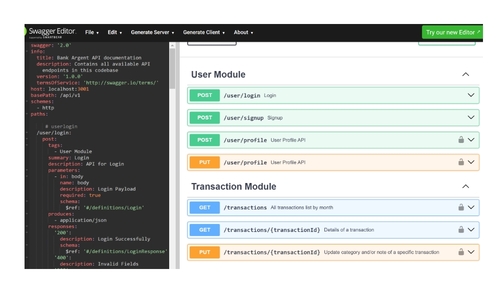 Swagger Editor
File
Edit
Generate Server
Generate Client
About
Try our new Editor
swagger: '2.0'
info:
title: Bank Argent API documentation
description: Contains all available API
endpoints in this codebase
version: '1.0.0'
termsOfService: 'http://swagger.io/terms/'
host: localhost:3001
basePath: /api/v1
schemes:
- http
paths:
# userlogin
/user/login:
post:
tags:
- User Module
summary: Login
description: API for Login
parameters:
- in: body
name: body
description: Login Payload
required: true
schema:
$ref: '#/definitions/Login'
produces:
- application/json
responses:
'200':
description: Login Successfully
schema:
$ref: '#/definitions/LoginResponse'
'400':
description: Invalid Fields
User Module
POST /user/login Login
POST /user/signup Signup
POST /user/profile User Profile API
PUT /user/profile User Profile API
Transaction Module
GET /transactions All transactions list by month
GET /transactions/{transactionId} Details of a transaction
PUT /transactions/{transactionId} Update category and/or note of a specific transaction